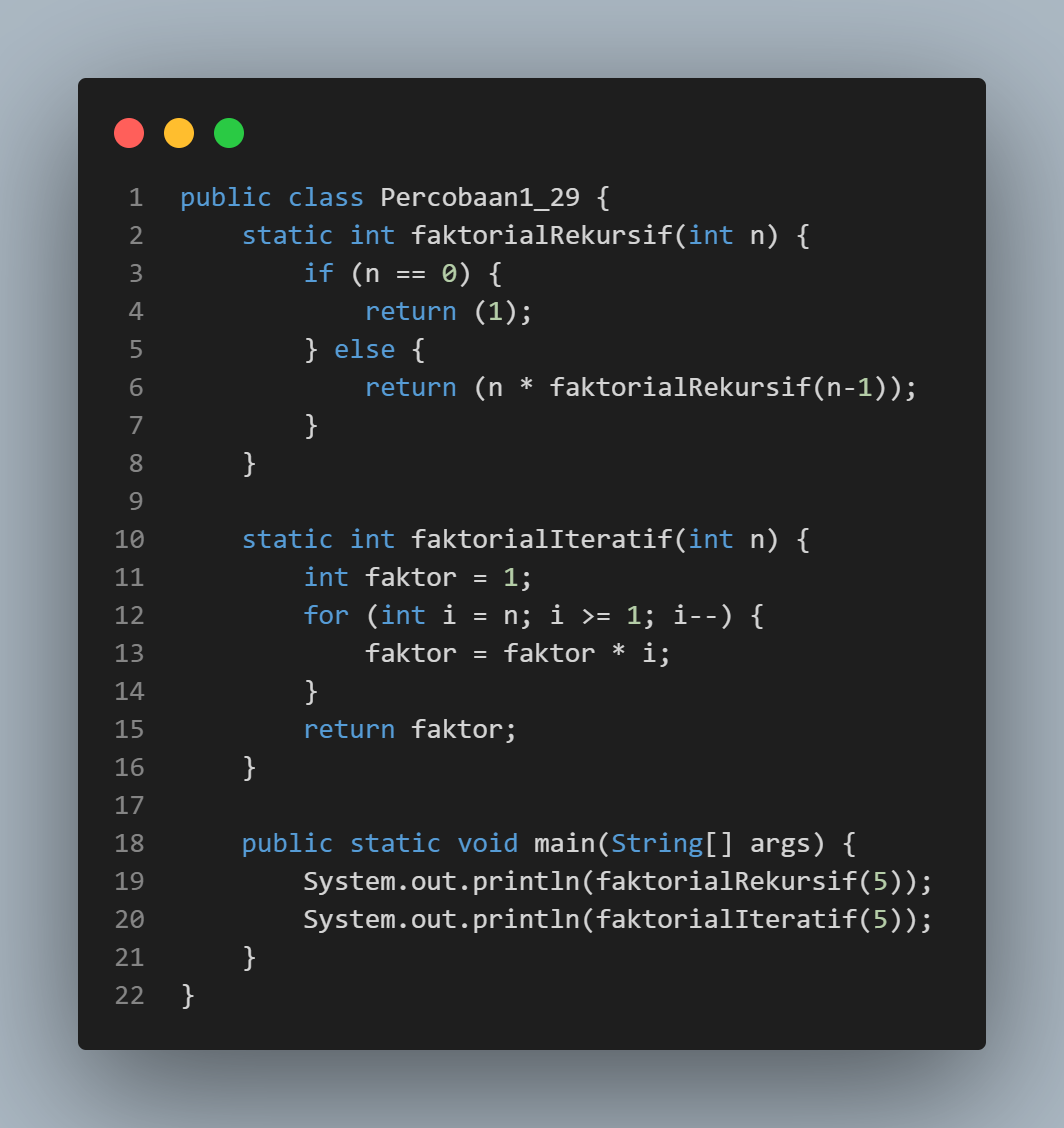 1 public class Percobaan1_29 {
2     static int faktorialRekursif(int n) {
3         if (n == 0) {
4             return (1);
5         } else {
6             return (n * faktorialRekursif(n-1));
7         }
8     }
9
10     static int faktorialIteratif(int n) {
11         int faktor = 1;
12         for (int i = n; i >= 1; i--) {
13             faktor = faktor * i;
14         }
15         return faktor;
16     }
17
18     public static void main(String[] args) {
19         System.out.println(faktorialRekursif(5));
20         System.out.println(faktorialIteratif(5));
21     }
22 }